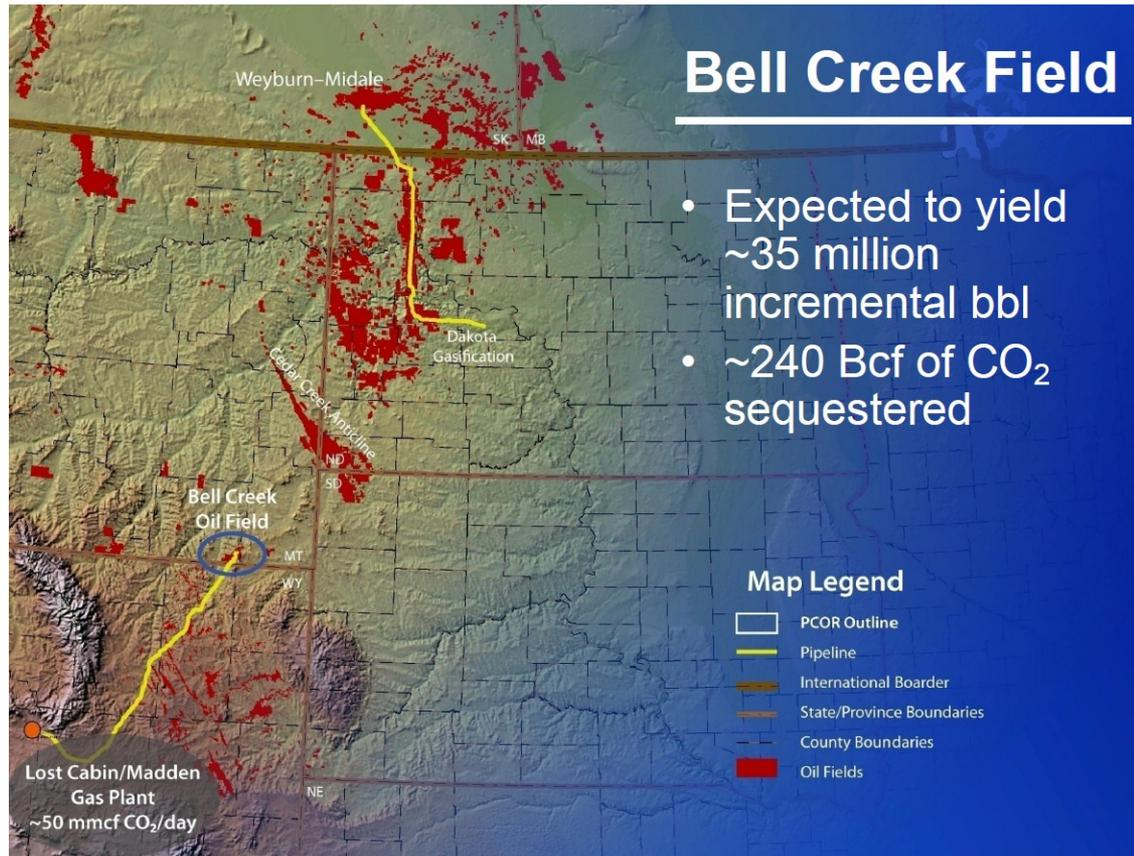 Bell Creek Field
• Expected to yield
~35 million
incremental bbl
• ~240 Bcf of CO₂
sequestered
Weyburn–Midale
SK
MB
Dakota
Gasification
Cedar Creek Anticline
ND
SD
Bell Creek
Oil Field
MT
WY
NE
Lost Cabin/Madden
Gas Plant
~50 mmcf CO₂/day
Map Legend
PCOR Outline
Pipeline
International Boarder
State/Province Boundaries
County Boundaries
Oil Fields